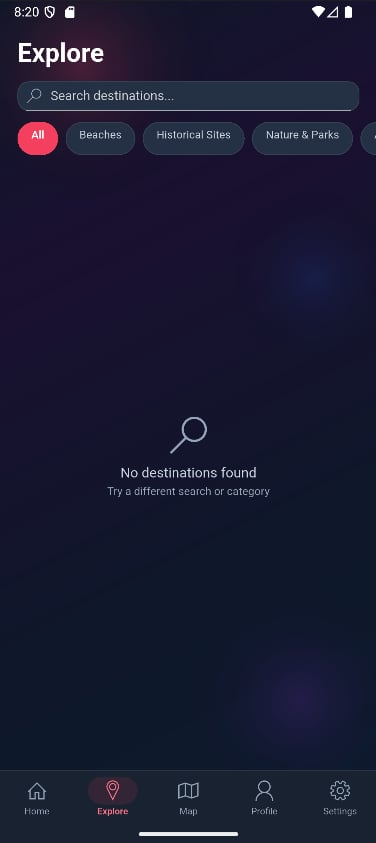 8:20
Explore
Search destinations...
All Beaches Historical Sites Nature & Parks
No destinations found
Try a different search or category
Home Explore Map Profile Settings